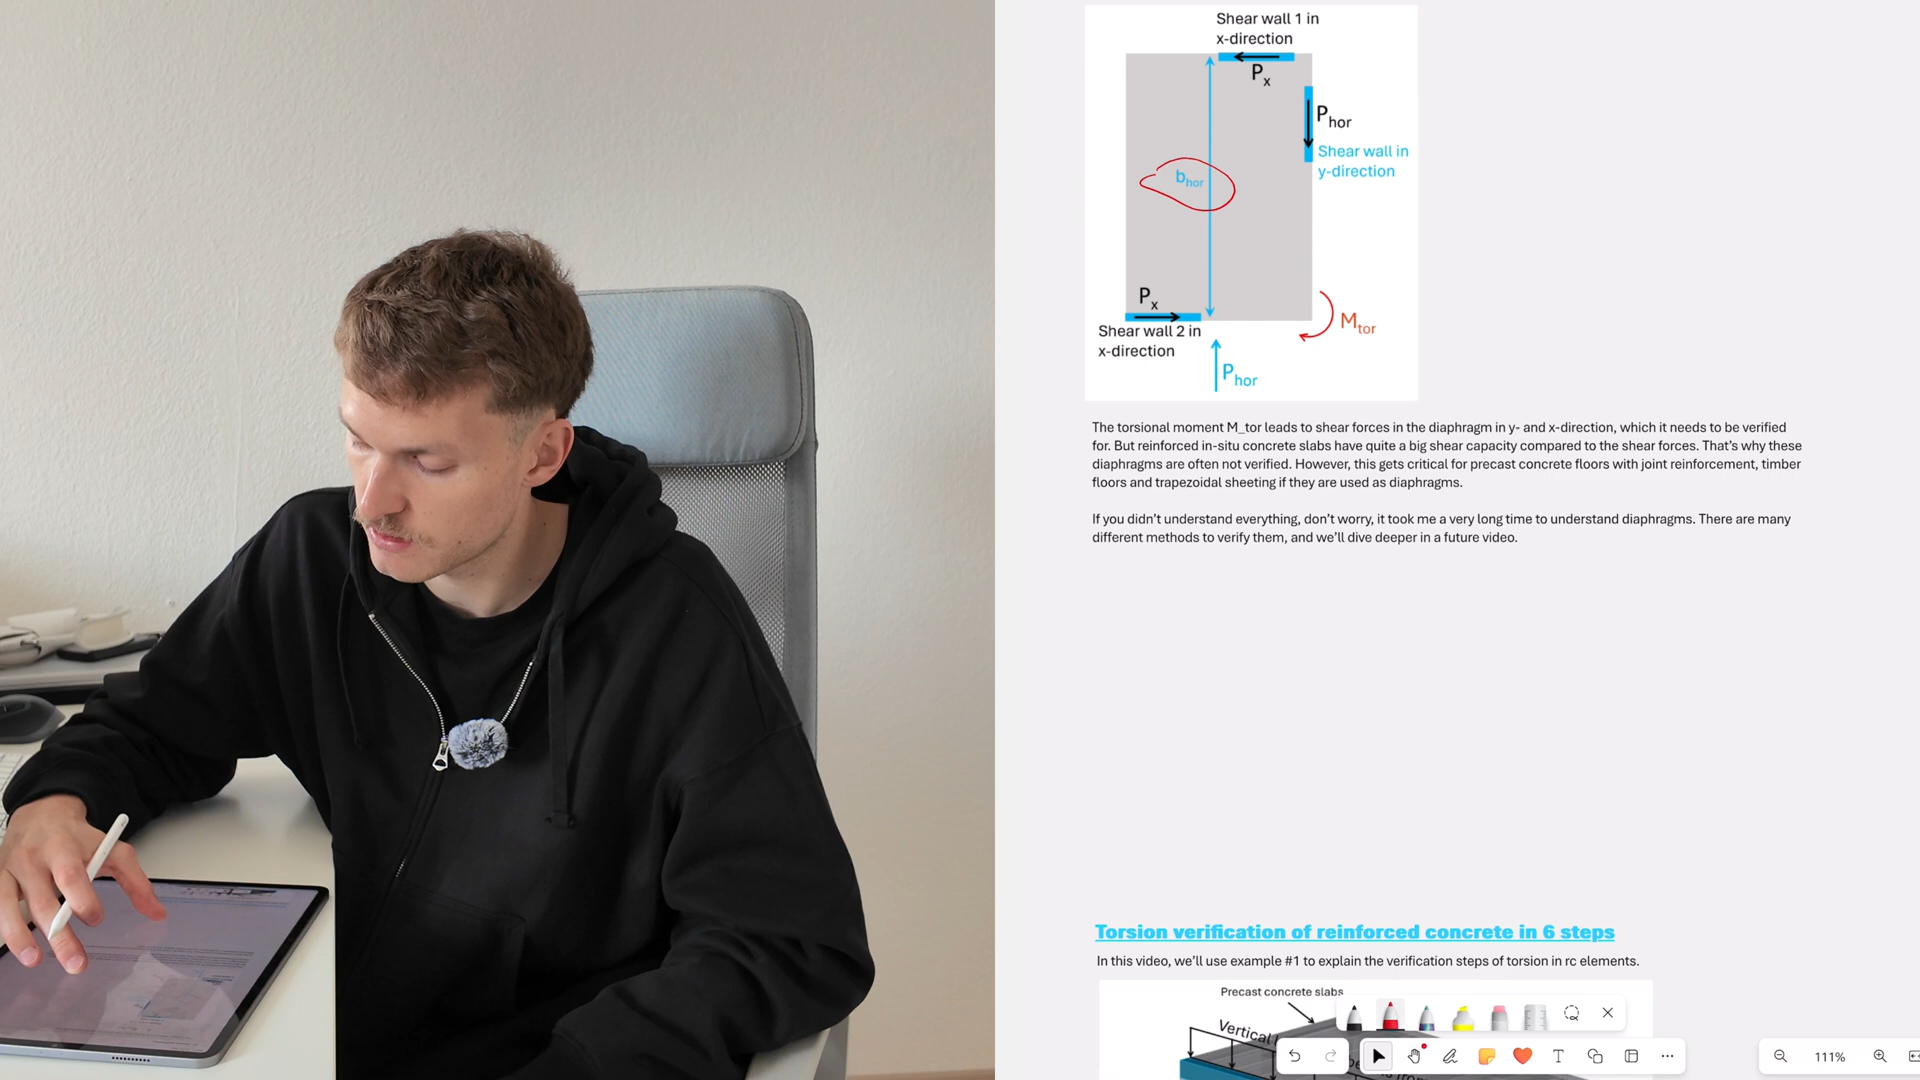 Shear wall 1 in
x-direction
Px
Phor
Shear wall in
y-direction
bhor
Px
Shear wall 2 in
x-direction
Mtor
Phor
The torsional moment M_tor leads to shear forces in the diaphragm in y- and x-direction, which it needs to be verified
for. But reinforced in-situ concrete slabs have quite a big shear capacity compared to the shear forces. That's why these
diaphragms are often not verified. However, this gets critical for precast concrete floors with joint reinforcement, timber
floors and trapezoidal sheeting if they are used as diaphragms.
If you didn't understand everything, don't worry, it took me a very long time to understand diaphragms. There are many
different methods to verify them, and we'll dive deeper in a future video.
Torsion verification of reinforced concrete in 6 steps
In this video, we'll use example #1 to explain the verification steps of torsion in rc elements.
Precast concrete slabs
Vertical
T
111%